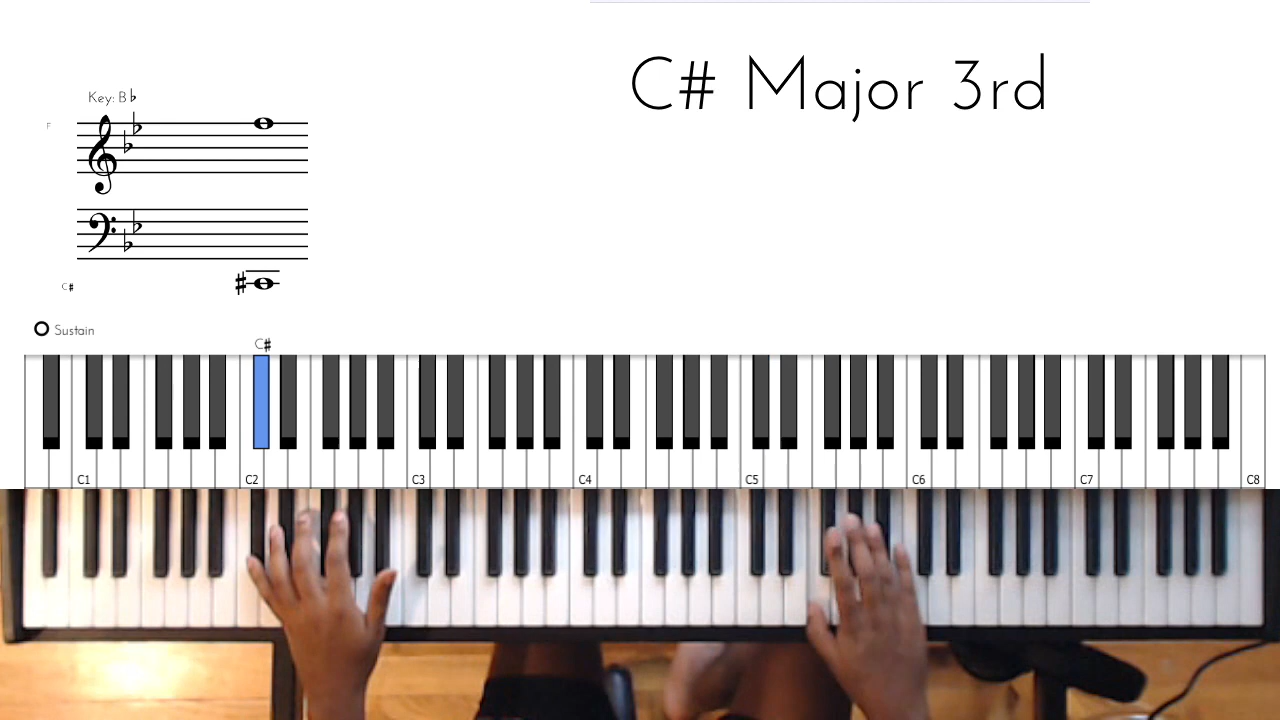 C# Major 3rd
Key: B♭
F
C♯
Sustain
C♯
C1 C2 C3 C4 C5 C6 C7 C8